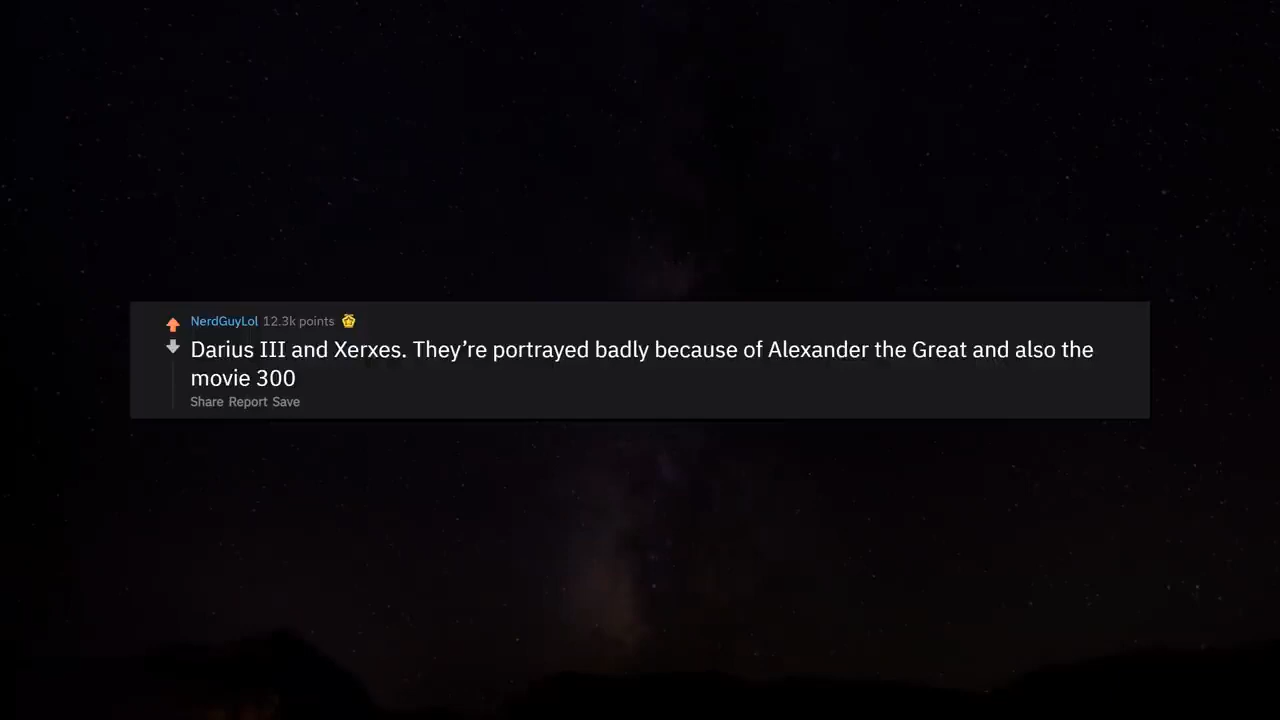 NerdGuyLol 12.3k points
Darius III and Xerxes. They’re portrayed badly because of Alexander the Great and also the
movie 300
Share Report Save